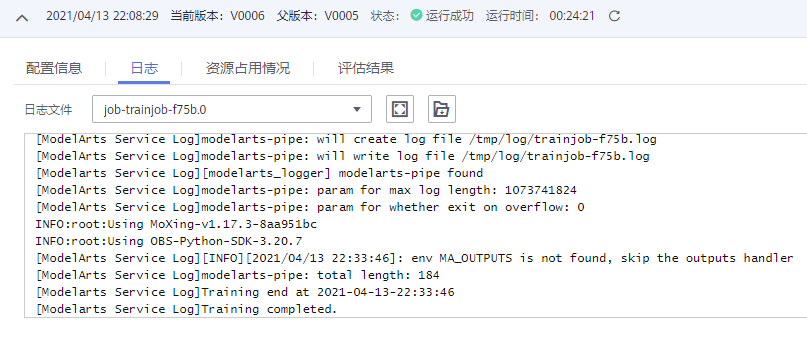 2021/04/13 22:08:29 当前版本： V0006 父版本： V0005 状态： 运行成功 运行时间： 00:24:21
配置信息 日志 资源占用情况 评估结果
日志文件 job-trainjob-f75b.0
[ModelArts Service Log]modelarts-pipe: will create log file /tmp/log/trainjob-f75b.log
[ModelArts Service Log]modelarts-pipe: will write log file /tmp/log/trainjob-f75b.log
[ModelArts Service Log][modelarts_logger] modelarts-pipe found
[ModelArts Service Log]modelarts-pipe: param for max log length: 1073741824
[ModelArts Service Log]modelarts-pipe: param for whether exit on overflow: 0
INFO:root:Using MoXing-v1.17.3-8aa951bc
INFO:root:Using OBS-Python-SDK-3.20.7
[ModelArts Service Log][INFO][2021/04/13 22:33:46]: env MA_OUTPUTS is not found, skip the outputs handler
[ModelArts Service Log]modelarts-pipe: total length: 184
[ModelArts Service Log]Training end at 2021-04-13-22:33:46
[ModelArts Service Log]Training completed.